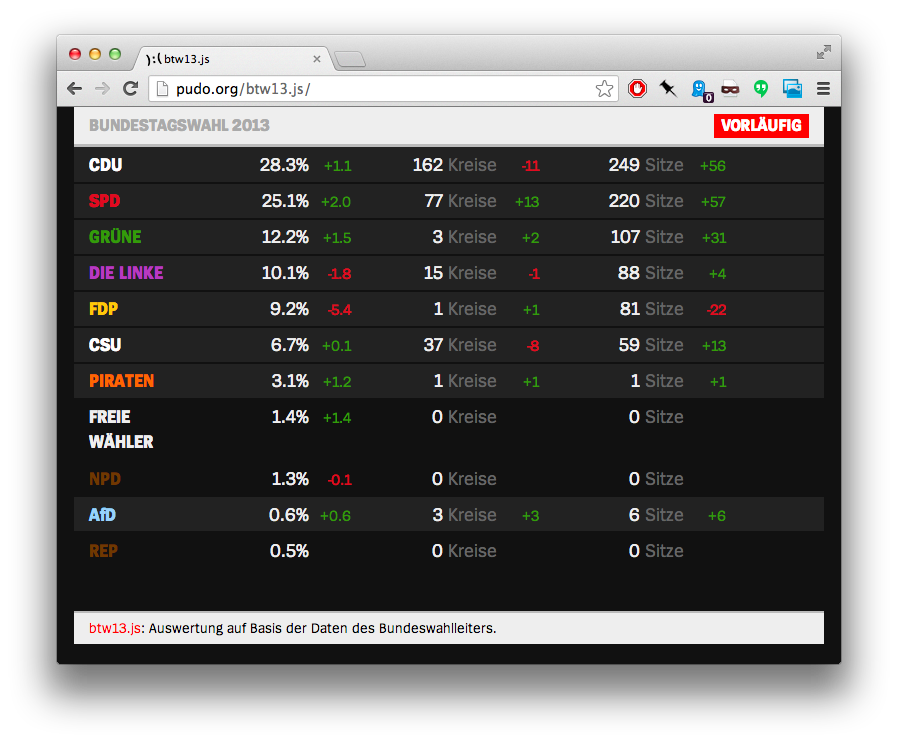 ):( btw13.js
pudo.org/btw13.js/
0
BUNDESTAGSWAHL 2013 VORLÄUFIG
CDU 28.3% +1.1 162 Kreise -11 249 Sitze +56
SPD 25.1% +2.0 77 Kreise +13 220 Sitze +57
GRÜNE 12.2% +1.5 3 Kreise +2 107 Sitze +31
DIE LINKE 10.1% -1.8 15 Kreise -1 88 Sitze +4
FDP 9.2% -5.4 1 Kreise +1 81 Sitze -22
CSU 6.7% +0.1 37 Kreise -8 59 Sitze +13
PIRATEN 3.1% +1.2 1 Kreise +1 1 Sitze +1
FREIE 1.4% +1.4 0 Kreise 0 Sitze
WÄHLER
NPD 1.3% -0.1 0 Kreise 0 Sitze
AfD 0.6% +0.6 3 Kreise +3 6 Sitze +6
REP 0.5% 0 Kreise 0 Sitze
btw13.js: Auswertung auf Basis der Daten des Bundeswahlleiters.